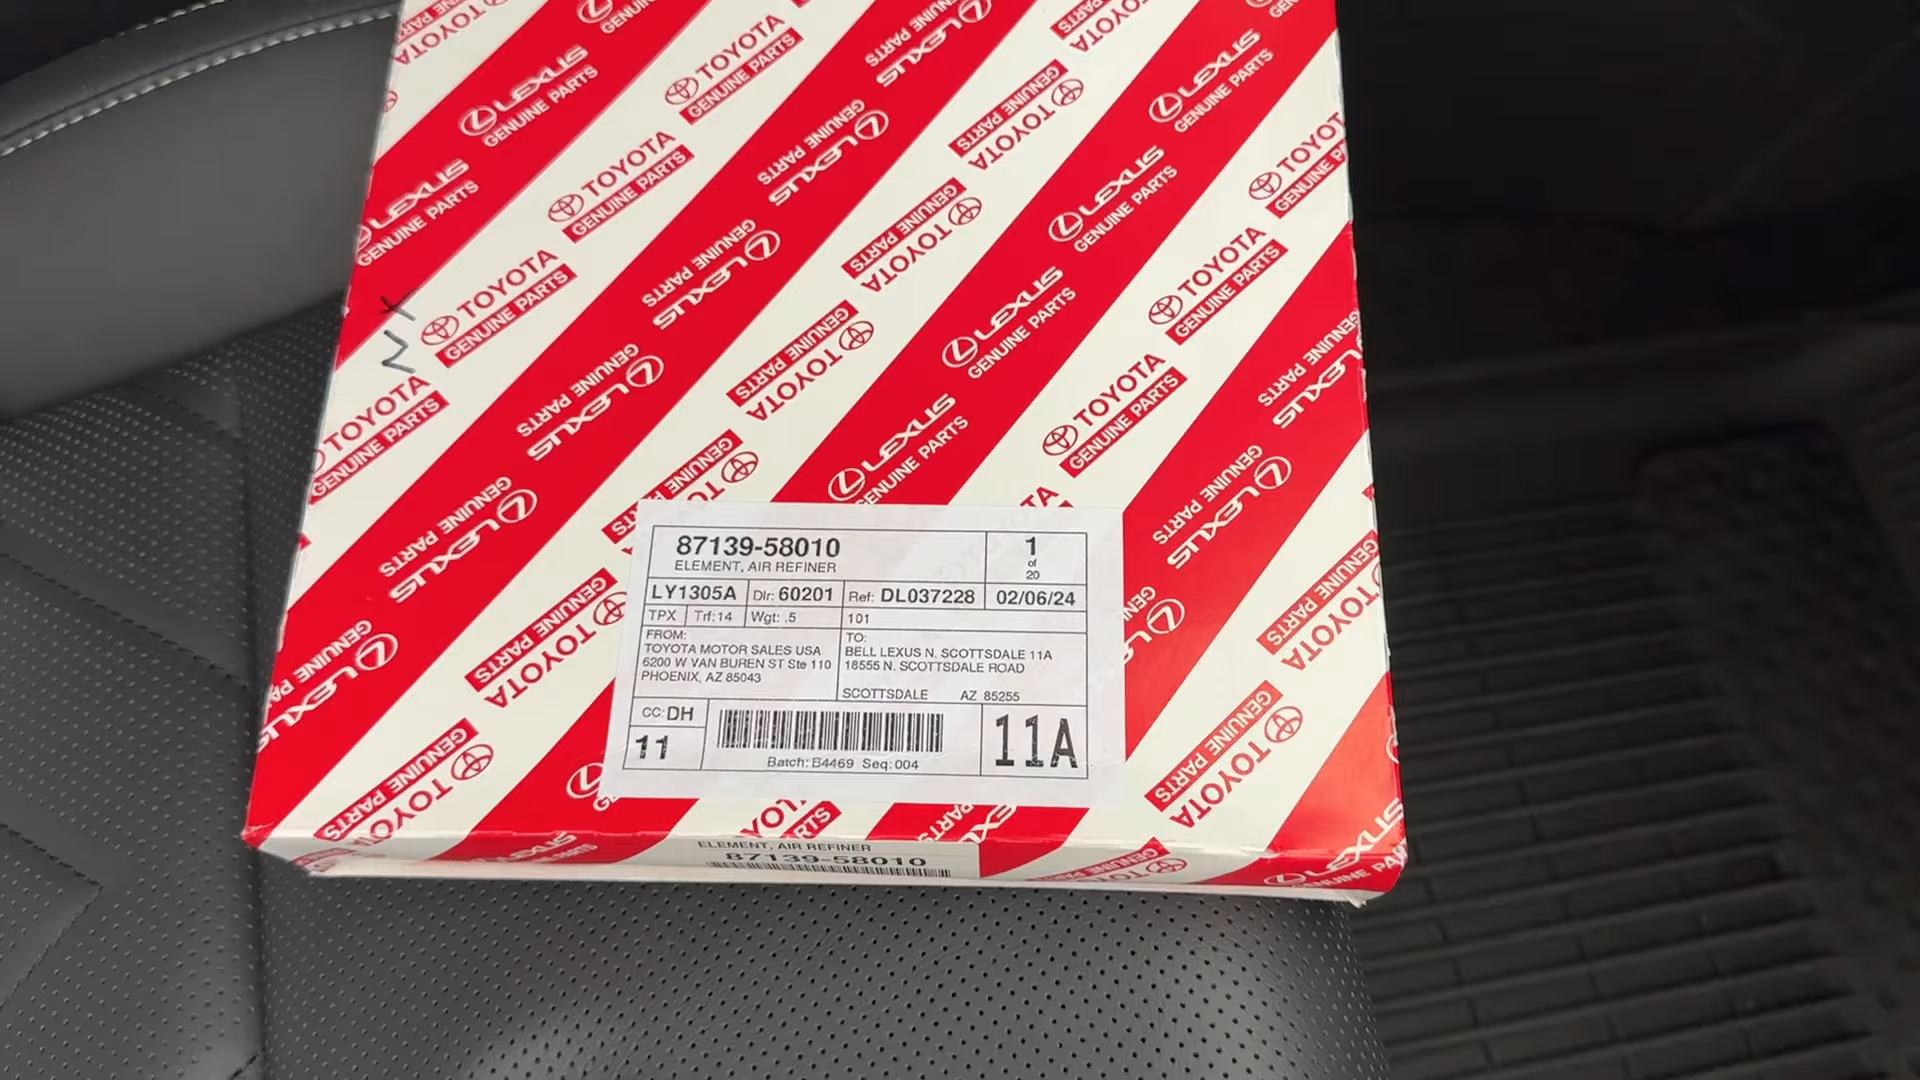 TOYOTA
GENUINE PARTS
LEXUS
GENUINE PARTS
NX
87139-58010
ELEMENT, AIR REFINER
1
of
20
LY1305A
Dlr: 60201
Ref: DL037228
02/06/24
TPX
Trf:14
Wgt: .5
101
FROM:
TOYOTA MOTOR SALES USA
6200 W VAN BUREN ST Ste 110
PHOENIX, AZ 85043
TO:
BELL LEXUS N. SCOTTSDALE 11A
18555 N. SCOTTSDALE ROAD
SCOTTSDALE AZ 85255
CC: DH
11
Batch: B4469 Seq: 004
11A
ELEMENT, AIR REFINER
87139-58010